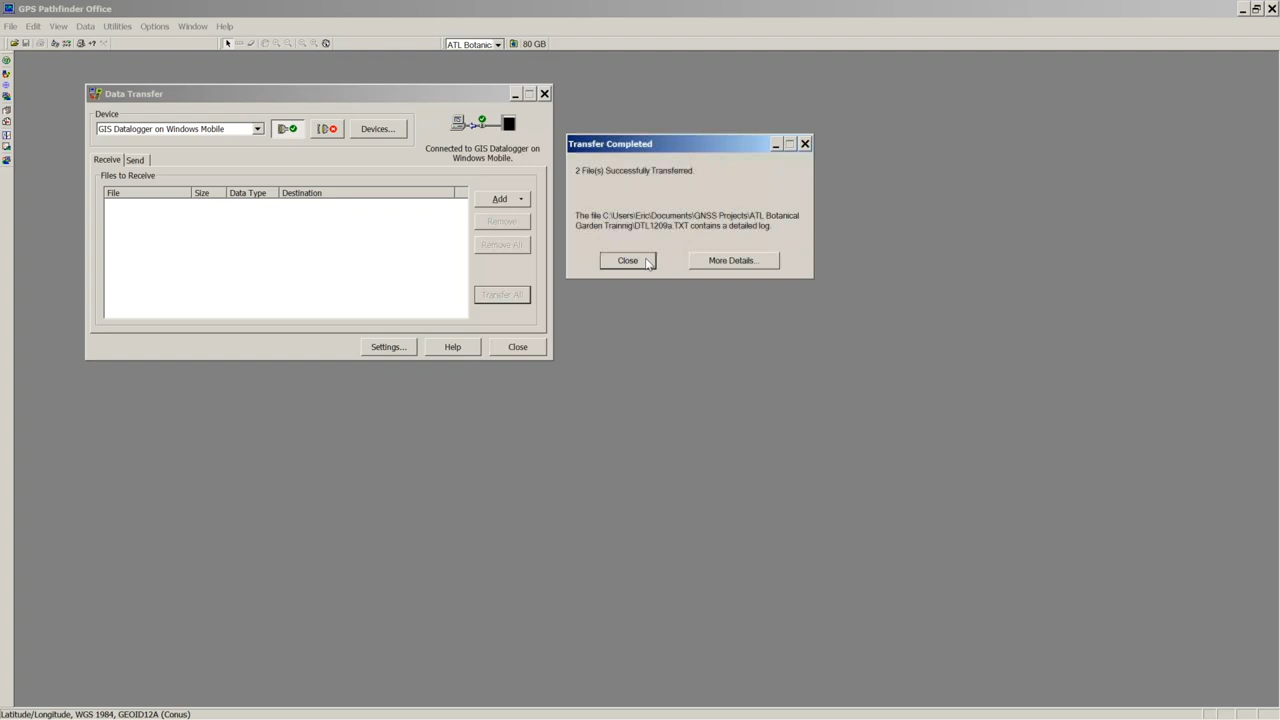 GPS Pathfinder Office
File Edit View Data Utilities Options Window Help
ATL Botanic 80 GB
Data Transfer
Device
GIS Datalogger on Windows Mobile
Devices...
Connected to GIS Datalogger on
Windows Mobile.
Receive Send
Files to Receive
File Size Data Type Destination
Add
Remove
Remove All
Transfer All
Settings... Help Close
Transfer Completed
2 File(s) Successfully Transferred.
The file C:\Users\Eric\Documents\GNSS Projects\ATL Botanical
Garden Trainnig\DTL1209a.TXT contains a detailed log.
Close More Details...
Latitude/Longitude, WGS 1984, GEOID12A (Conus)